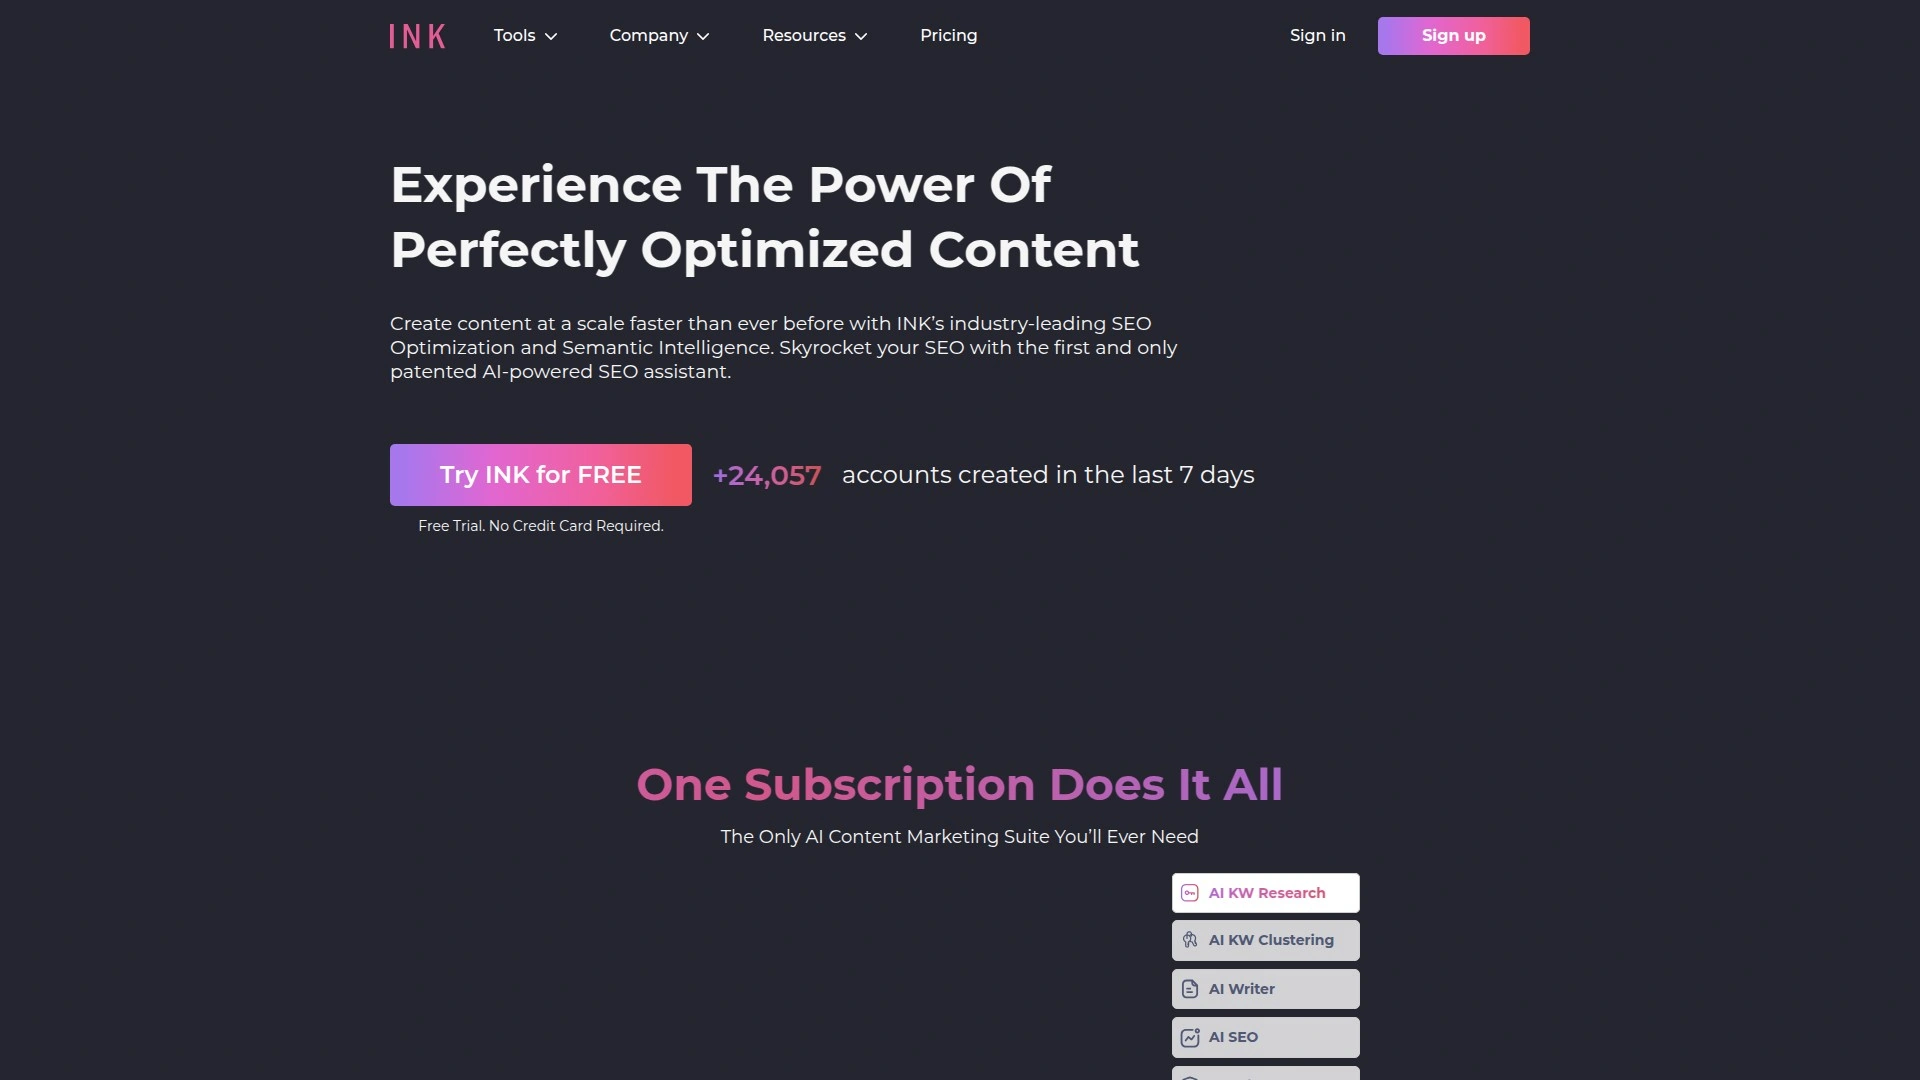 INK
Tools
Company
Resources
Pricing
Sign in
Sign up
Experience The Power Of
Perfectly Optimized Content
Create content at a scale faster than ever before with INK’s industry-leading SEO
Optimization and Semantic Intelligence. Skyrocket your SEO with the first and only
patented AI-powered SEO assistant.
Try INK for FREE
+24,057 accounts created in the last 7 days
Free Trial. No Credit Card Required.
One Subscription Does It All
The Only AI Content Marketing Suite You’ll Ever Need
AI KW Research
AI KW Clustering
AI Writer
AI SEO